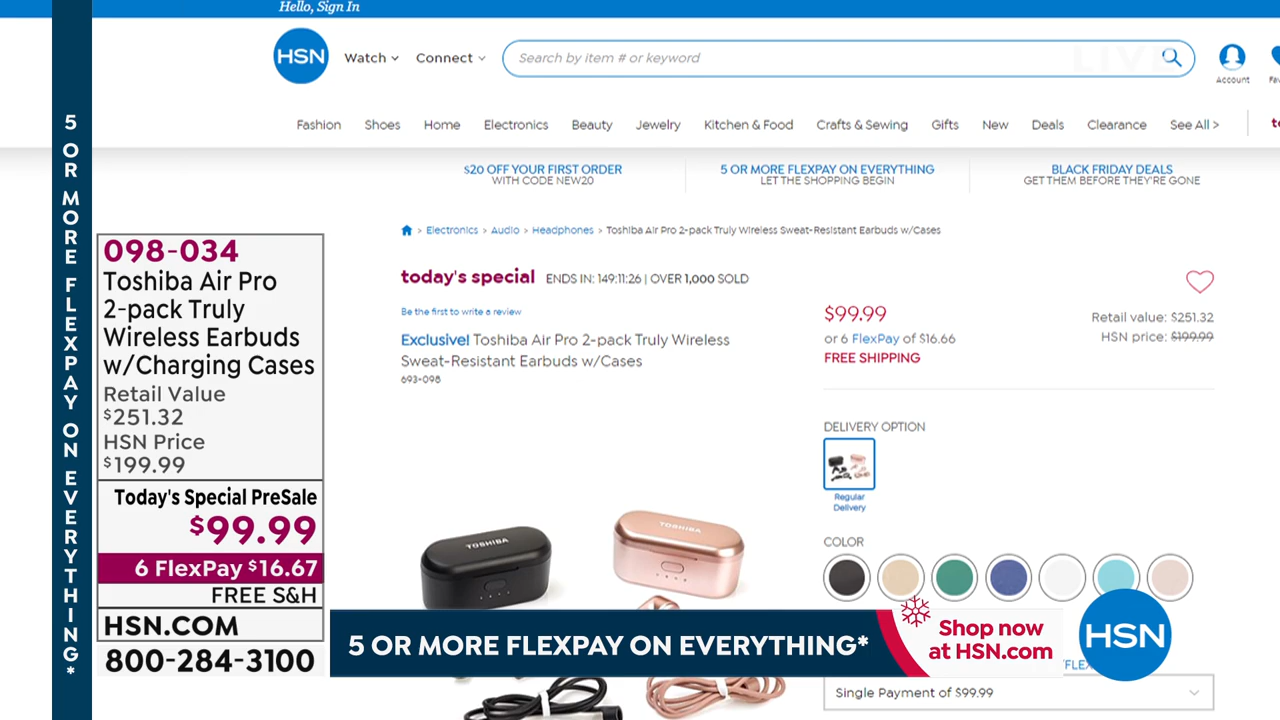 Hello, Sign In
HSN
Watch
Connect
Search by item # or keyword
LIVE
Account
Fashion
Shoes
Home
Electronics
Beauty
Jewelry
Kitchen & Food
Crafts & Sewing
Gifts
New
Deals
Clearance
See All >
$20 OFF YOUR FIRST ORDER
WITH CODE NEW20
5 OR MORE FLEXPAY ON EVERYTHING
LET THE SHOPPING BEGIN
BLACK FRIDAY DEALS
GET THEM BEFORE THEY'RE GONE
5 OR MORE FLEXPAY ON EVERYTHING*
098-034
Toshiba Air Pro
2-pack Truly
Wireless Earbuds
w/Charging Cases
Retail Value
$251.32
HSN Price
$199.99
Today's Special PreSale
$99.99
6 FlexPay $16.67
FREE S&H
HSN.COM
800-284-3100
> Electronics > Audio > Headphones > Toshiba Air Pro 2-pack Truly Wireless Sweat-Resistant Earbuds w/Cases
today's special ENDS IN: 149:11:26 | OVER 1,000 SOLD
Be the first to write a review
Exclusive! Toshiba Air Pro 2-pack Truly Wireless
Sweat-Resistant Earbuds w/Cases
693-098
$99.99
or 6 FlexPay of $16.66
FREE SHIPPING
Retail value: $251.32
HSN price: $199.99
DELIVERY OPTION
Regular
Delivery
COLOR
TOSHIBA
TOSHIBA
5 OR MORE FLEXPAY ON EVERYTHING*
Shop now
at HSN.com
HSN
Single Payment of $99.99